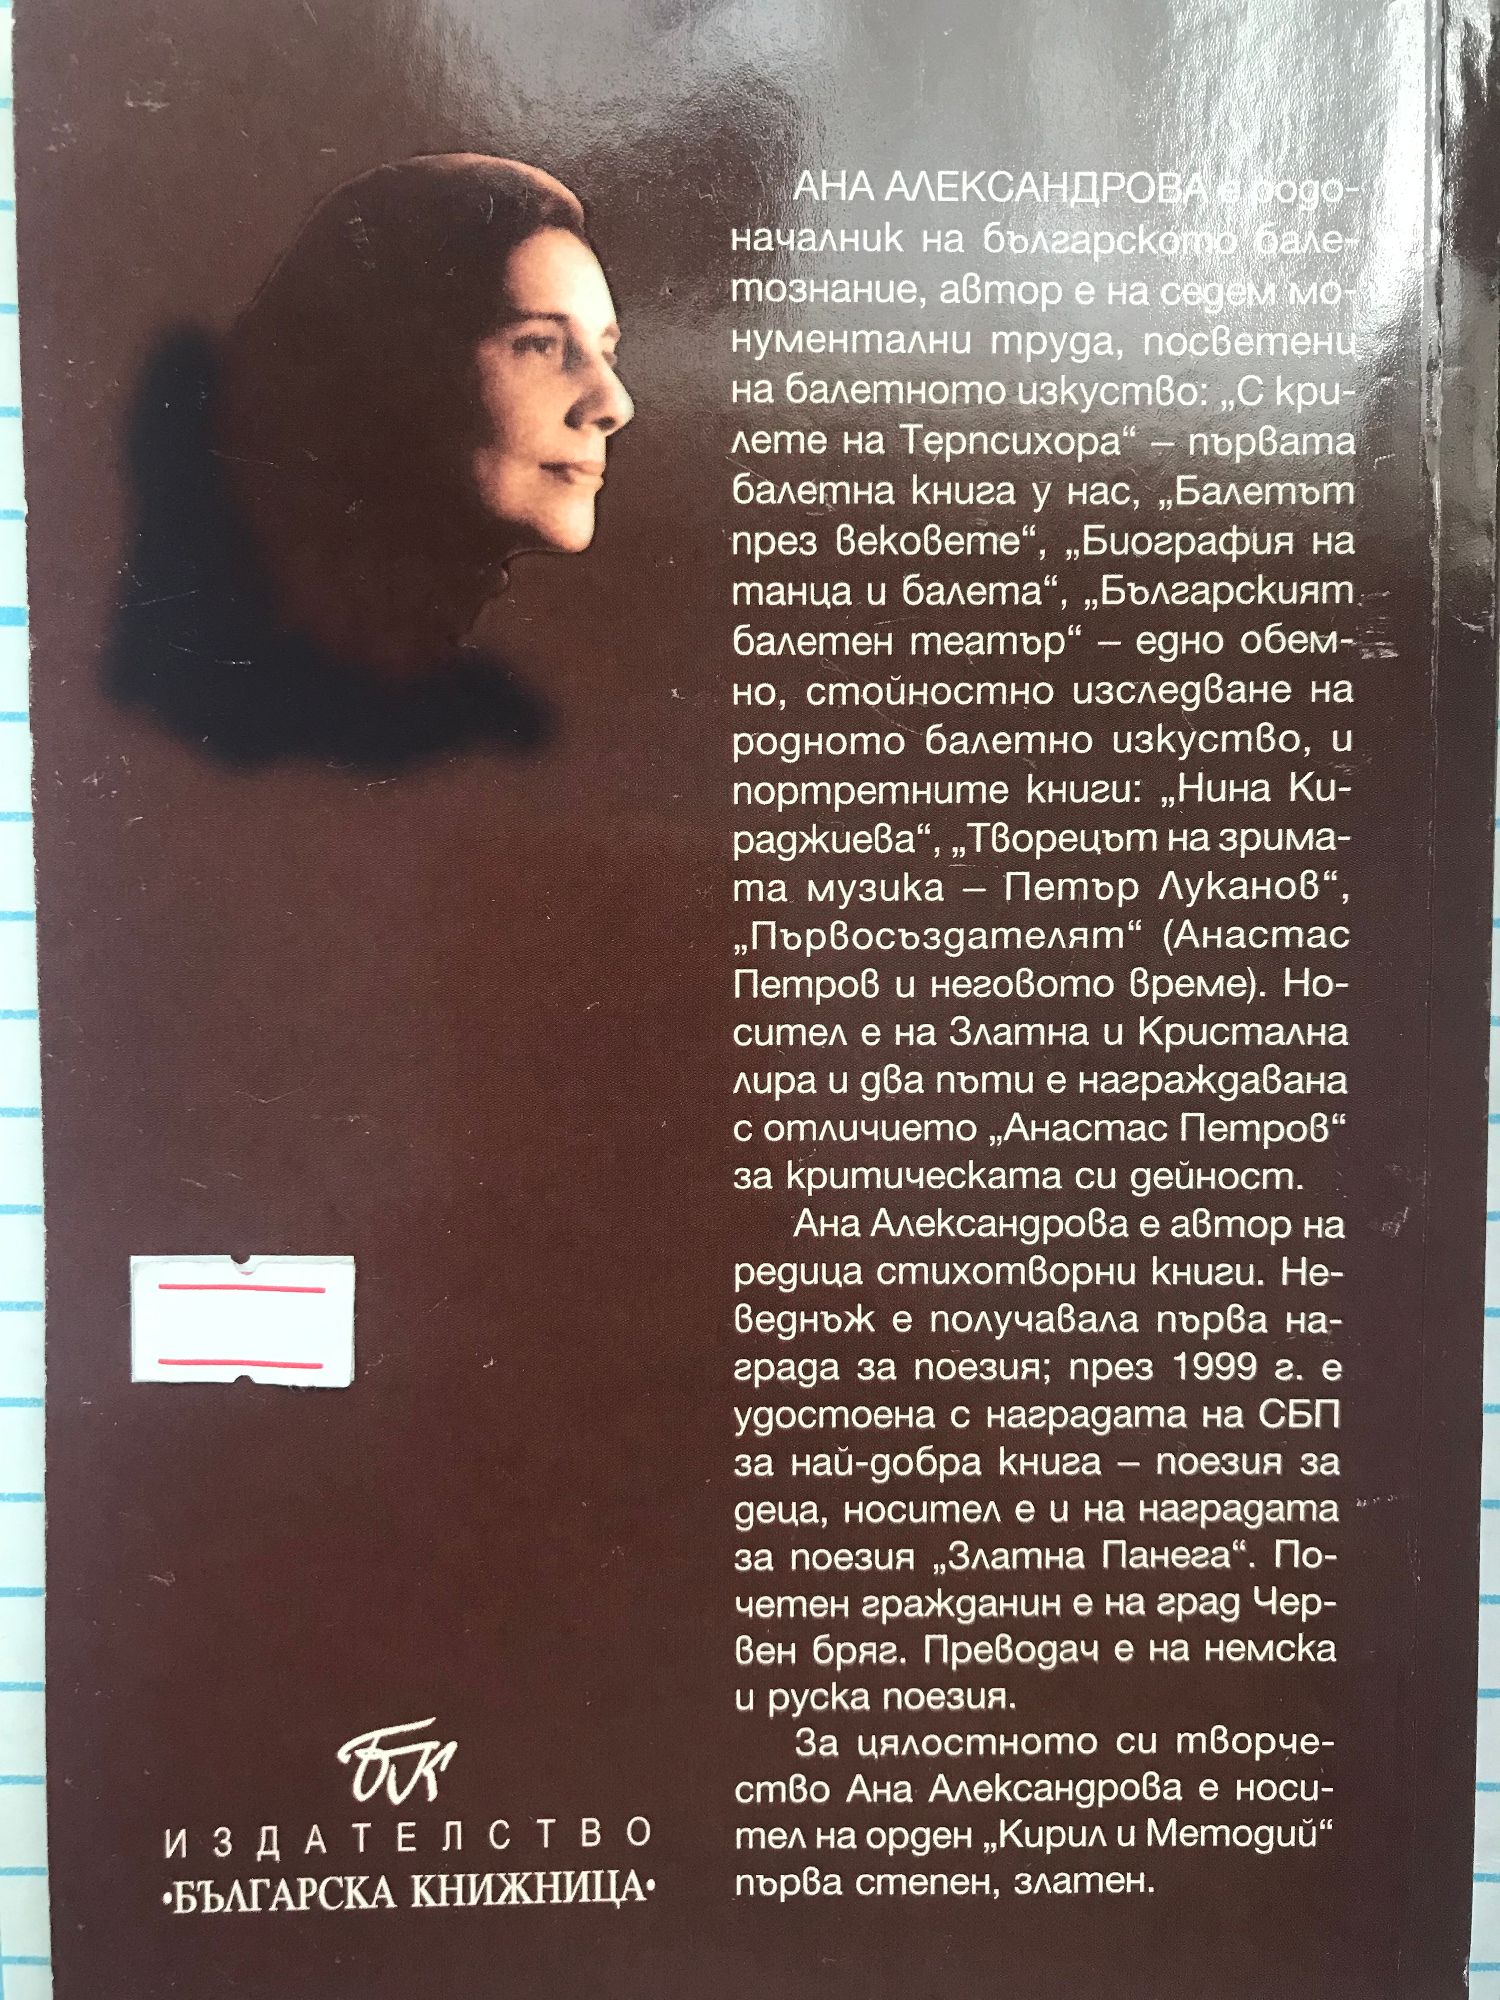 АНА АЛЕКСАНДРОВА е родо-
началник на българското бале-
тознание, автор е на седем мо-
нументални труда, посветени
на балетното изкуство: „С кри-
лете на Терпсихора“ – първата
балетна книга у нас, „Балетът
през вековете“, „Биография на
танца и балета“, „Българският
балетен театър“ – едно обем-
но, стойностно изследване на
родното балетно изкуство, и
портретните книги: „Нина Ки-
раджиева“, „Творецът на зрима-
та музика – Петър Луканов“,
„Първосъздателят“ (Анастас
Петров и неговото време). Но-
сител е на Златна и Кристална
лира и два пъти е награждавана
с отличието „Анастас Петров“
за критическата си дейност.
Ана Александрова е автор на
редица стихотворни книги. Не-
веднъж е получавала първа на-
града за поезия; през 1999 г. е
удостоена с наградата на СБП
за най-добра книга – поезия за
деца, носител е и на наградата
за поезия „Златна Панега“. По-
четен гражданин е на град Чер-
вен бряг. Преводач е на немска
и руска поезия.
За цялостното си творче-
ство Ана Александрова е носи-
тел на орден „Кирил и Методий“
първа степен, златен.
БК
ИЗДАТЕЛСТВО
•БЪЛГАРСКА КНИЖНИЦА•